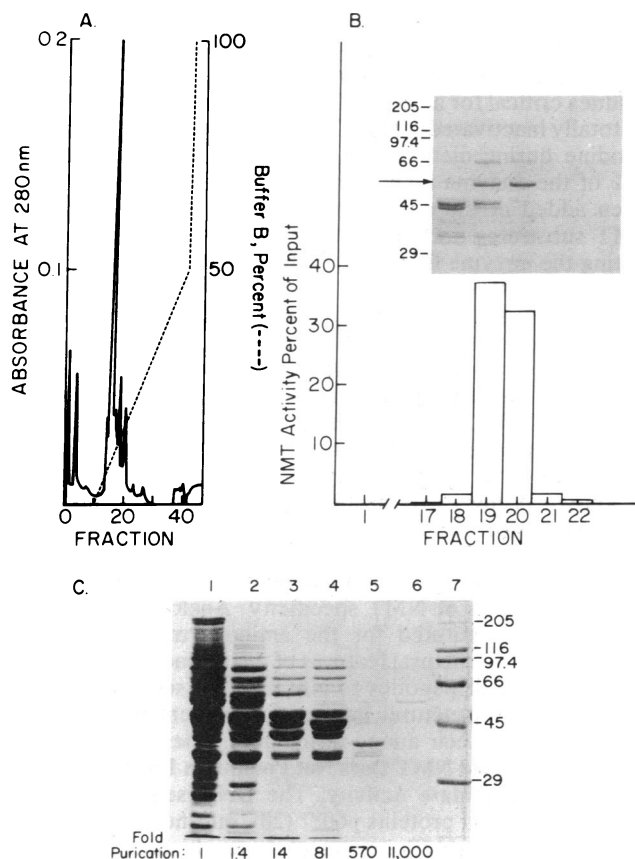 A.
ABSORBANCE AT 280nm
0.2
0.1
100
50
Buffer B, Percent (----)
0 20 40
FRACTION
B.
NMT Activity Percent of Input
40
30
20
10
205
116
97.4
66
45
29
1 17 18 19 20 21 22
FRACTION
C.
1 2 3 4 5 6 7
205
116
97.4
66
45
29
Fold
Purication: 1 1.4 14 81 570 11,000